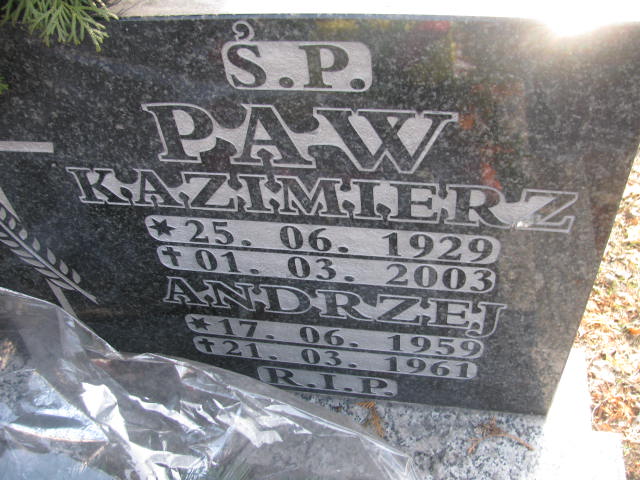 Ś.P.
PAW
KAZIMIERZ
★ 25. 06. 1929
✝ 01. 03. 2003
ANDRZEJ
★ 17. 06. 1959
✝ 21. 03. 1961
R.I.P.